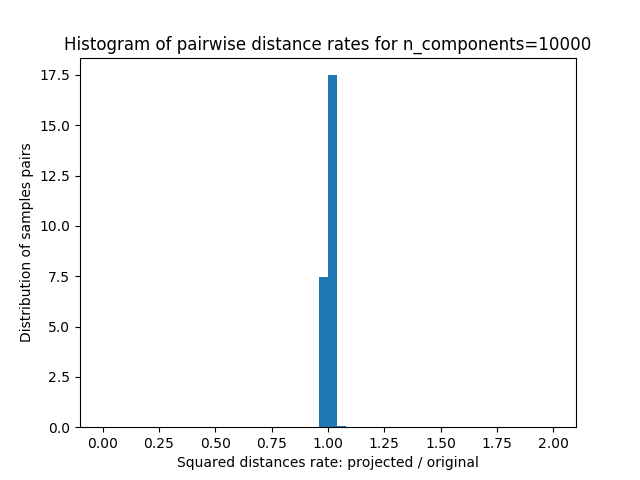 Histogram of pairwise distance rates for n_components=10000
17.5
15.0
12.5
10.0
7.5
5.0
2.5
0.0
Distribution of samples pairs
0.00 0.25 0.50 0.75 1.00 1.25 1.50 1.75 2.00
Squared distances rate: projected / original